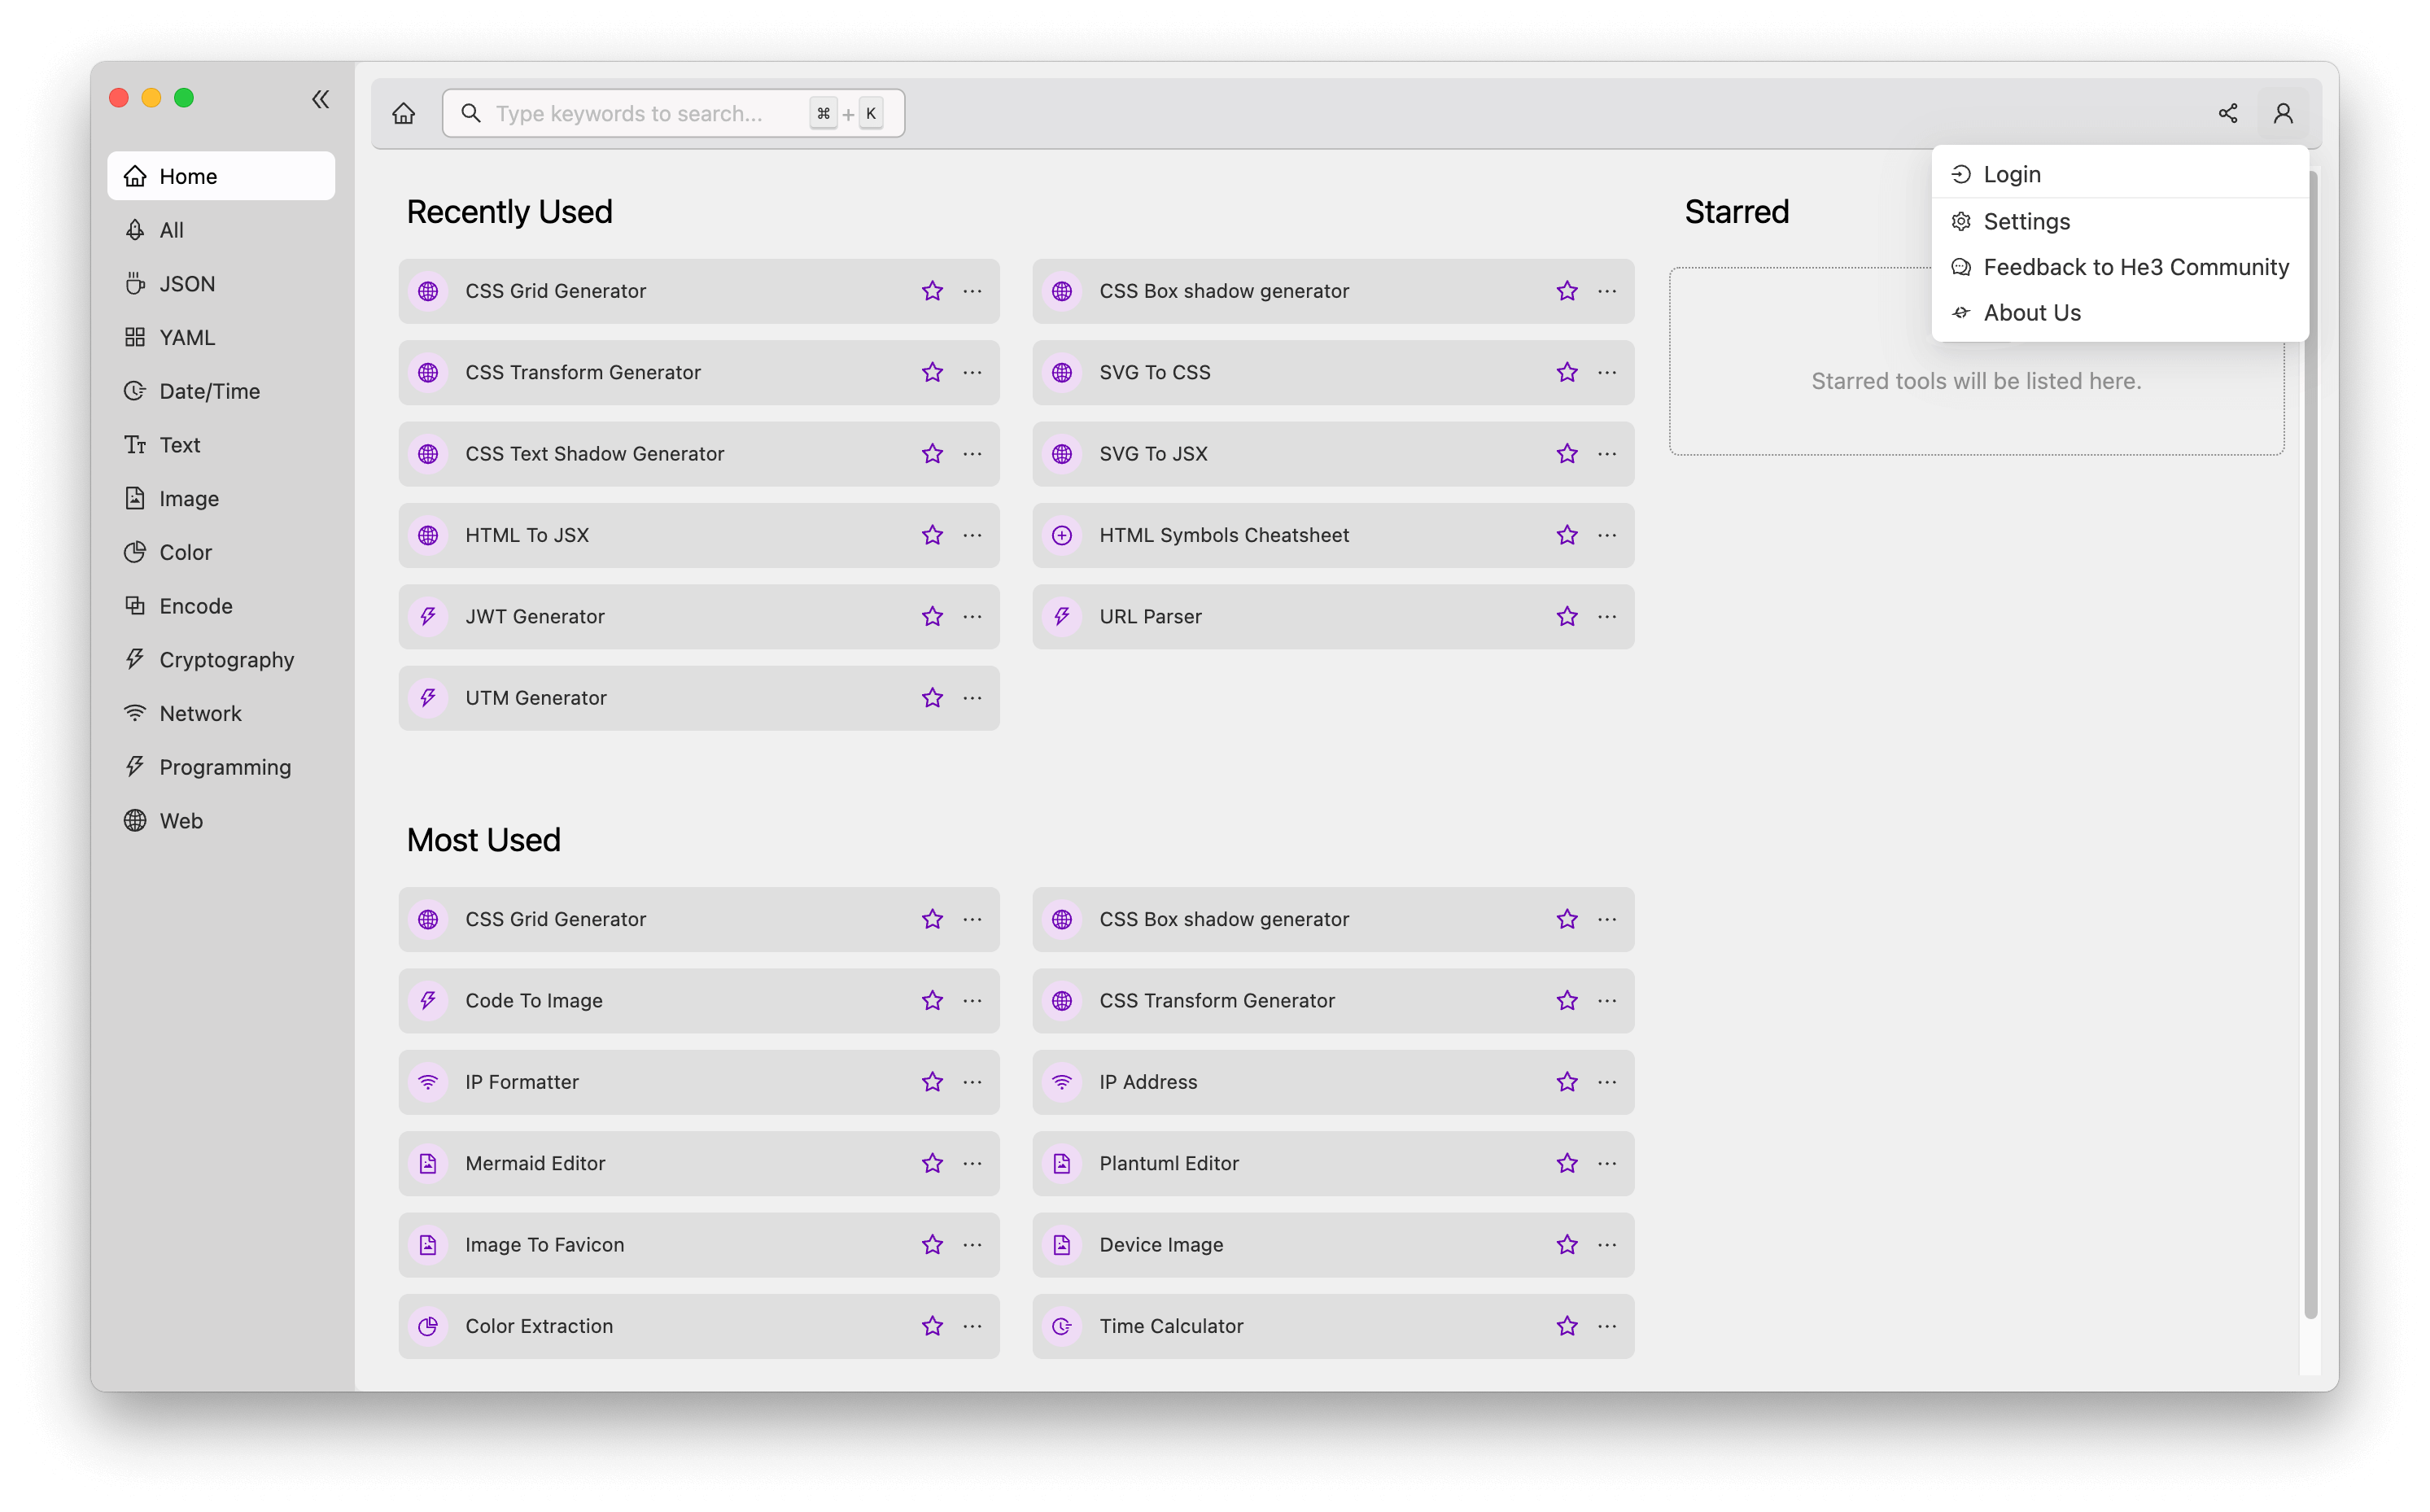 Home
All
JSON
YAML
Date/Time
Text
Image
Color
Encode
Cryptography
Network
Programming
Web
Type keywords to search... ⌘ + K
Login
Settings
Feedback to He3 Community
About Us
Recently Used
CSS Grid Generator
CSS Box shadow generator
CSS Transform Generator
SVG To CSS
CSS Text Shadow Generator
SVG To JSX
HTML To JSX
HTML Symbols Cheatsheet
JWT Generator
URL Parser
UTM Generator
Most Used
CSS Grid Generator
CSS Box shadow generator
Code To Image
CSS Transform Generator
IP Formatter
IP Address
Mermaid Editor
Plantuml Editor
Image To Favicon
Device Image
Color Extraction
Time Calculator
Starred
Starred tools will be listed here.